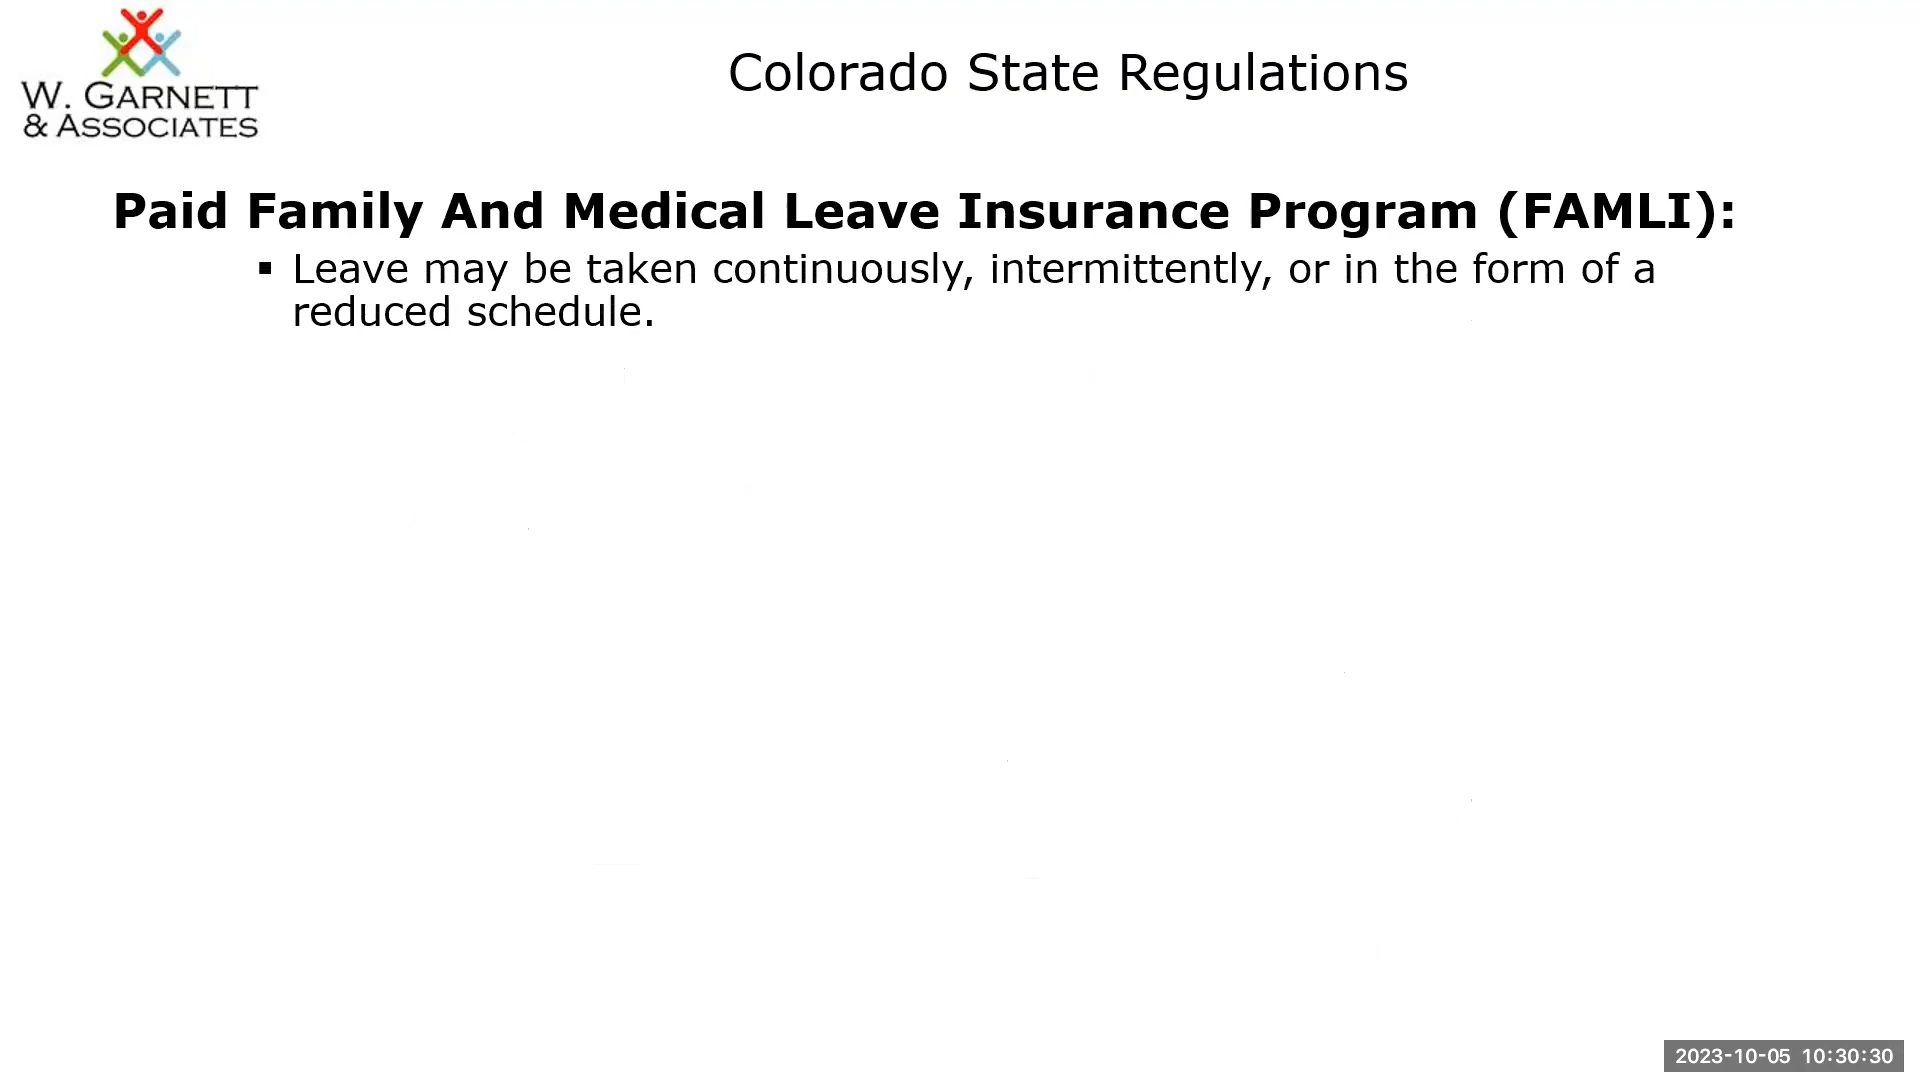 W. GARNETT
& ASSOCIATES
Colorado State Regulations
Paid Family And Medical Leave Insurance Program (FAMLI):
▪ Leave may be taken continuously, intermittently, or in the form of a
reduced schedule.
2023-10-05 10:30:30